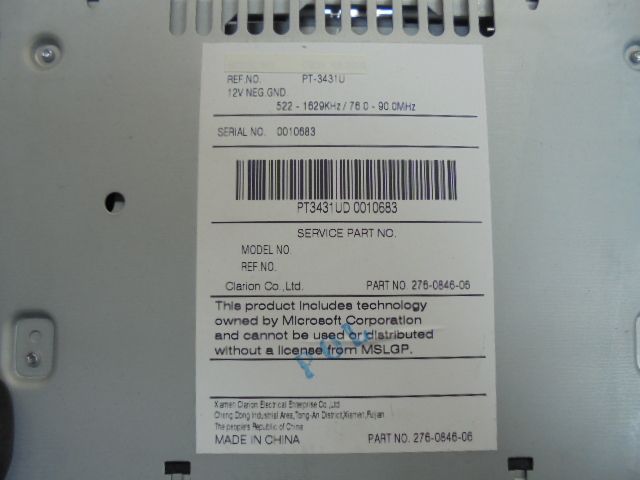 REF.NO. PT-3431U
12V NEG.GND.
522 - 1629KHz / 76.0 - 90.0MHz
SERIAL NO. 0010683
PT3431UD 0010683
SERVICE PART NO.
MODEL NO.
REF.NO.
Clarion Co.,Ltd. PART NO. 276-0846-06
This product includes technology
owned by Microsoft Corporation
and cannot be used or distributed
without a license from MSLGP.
Xiamen Clarion Electrical Enterprise Co.,Ltd
Cheng Dong Industrial Area,Tong-An District,Xiamen,Fujian
The people's Republic of China
MADE IN CHINA PART NO. 276-0846-06